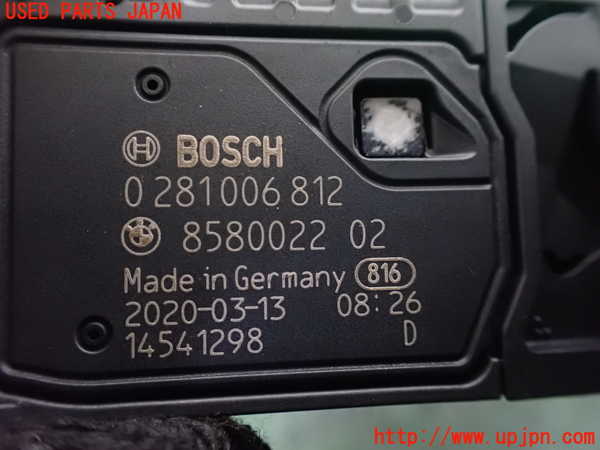 USED PARTS JAPAN
BOSCH
0 281 006 812
8580022 02
Made in Germany 816
2020-03-13 08:26
14541298 D
http://www.upjpn.com/